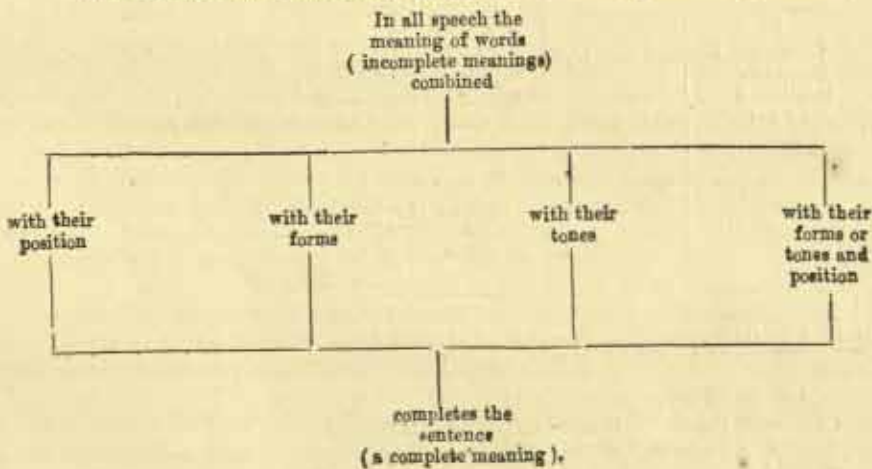 In all speech the
meaning of words
( incomplete meanings)
combined
with their
position
with their
forms
with their
tones
with their
forms or
tones and
position
completes the
sentence
( a complete meaning ).